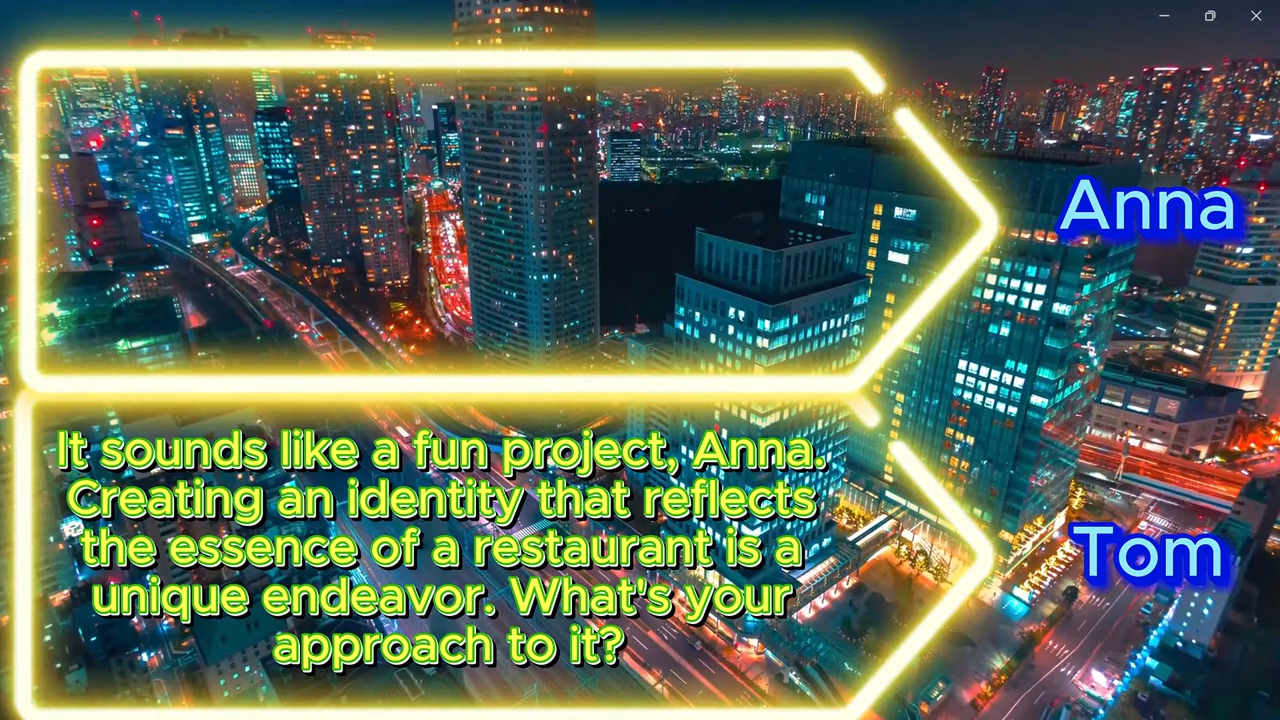 Anna
It sounds like a fun project, Anna.
Creating an identity that reflects
the essence of a restaurant is a
unique endeavor. What's your
approach to it?
Tom